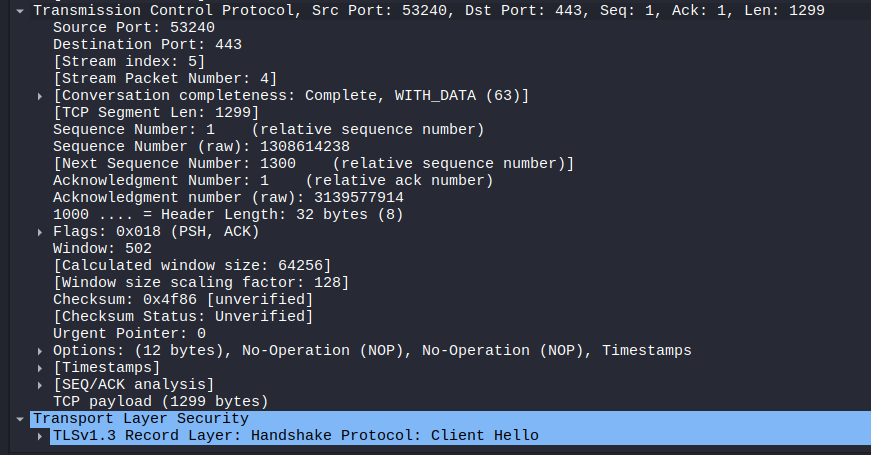 Transmission Control Protocol, Src Port: 53240, Dst Port: 443, Seq: 1, Ack: 1, Len: 1299
Source Port: 53240
Destination Port: 443
[Stream index: 5]
[Stream Packet Number: 4]
[Conversation completeness: Complete, WITH_DATA (63)]
[TCP Segment Len: 1299]
Sequence Number: 1    (relative sequence number)
Sequence Number (raw): 1308614238
[Next Sequence Number: 1300    (relative sequence number)]
Acknowledgment Number: 1    (relative ack number)
Acknowledgment number (raw): 3139577914
1000 .... = Header Length: 32 bytes (8)
Flags: 0x018 (PSH, ACK)
Window: 502
[Calculated window size: 64256]
[Window size scaling factor: 128]
Checksum: 0x4f86 [unverified]
[Checksum Status: Unverified]
Urgent Pointer: 0
Options: (12 bytes), No-Operation (NOP), No-Operation (NOP), Timestamps
[Timestamps]
[SEQ/ACK analysis]
TCP payload (1299 bytes)
Transport Layer Security
TLSv1.3 Record Layer: Handshake Protocol: Client Hello